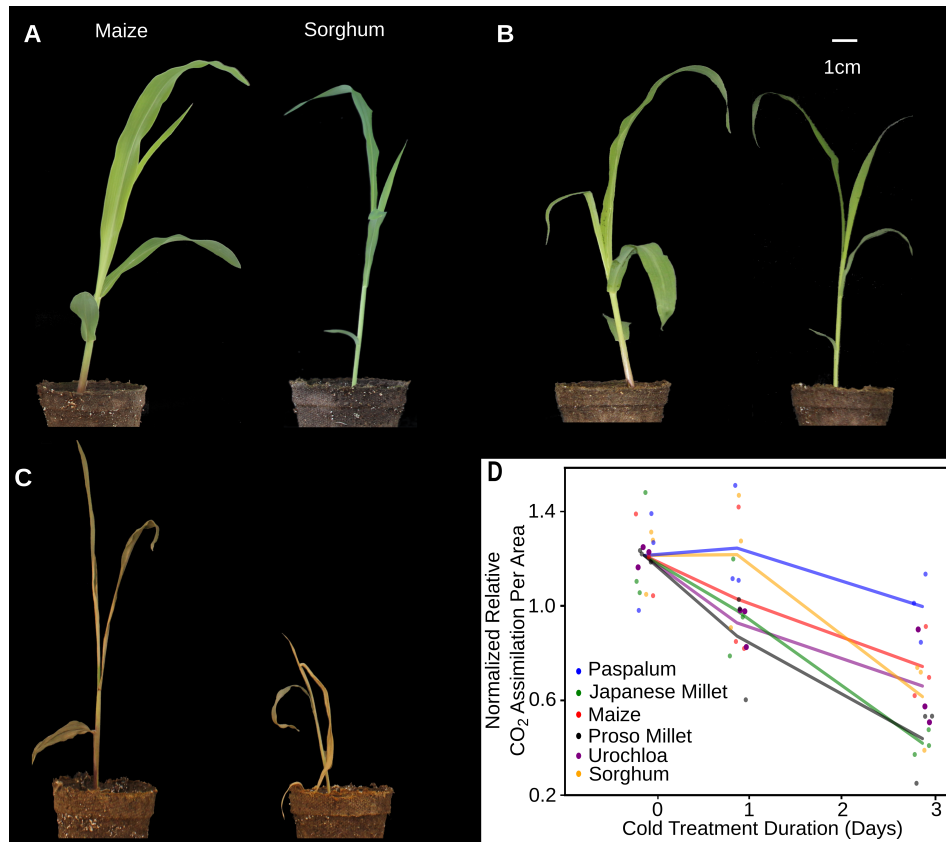 A
Maize
Sorghum
B
1cm
C
D
Normalized Relative
CO2 Assimilation Per Area
1.4
1.0
0.6
0.2
Paspalum
Japanese Millet
Maize
Proso Millet
Urochloa
Sorghum
0
1
2
3
Cold Treatment Duration (Days)